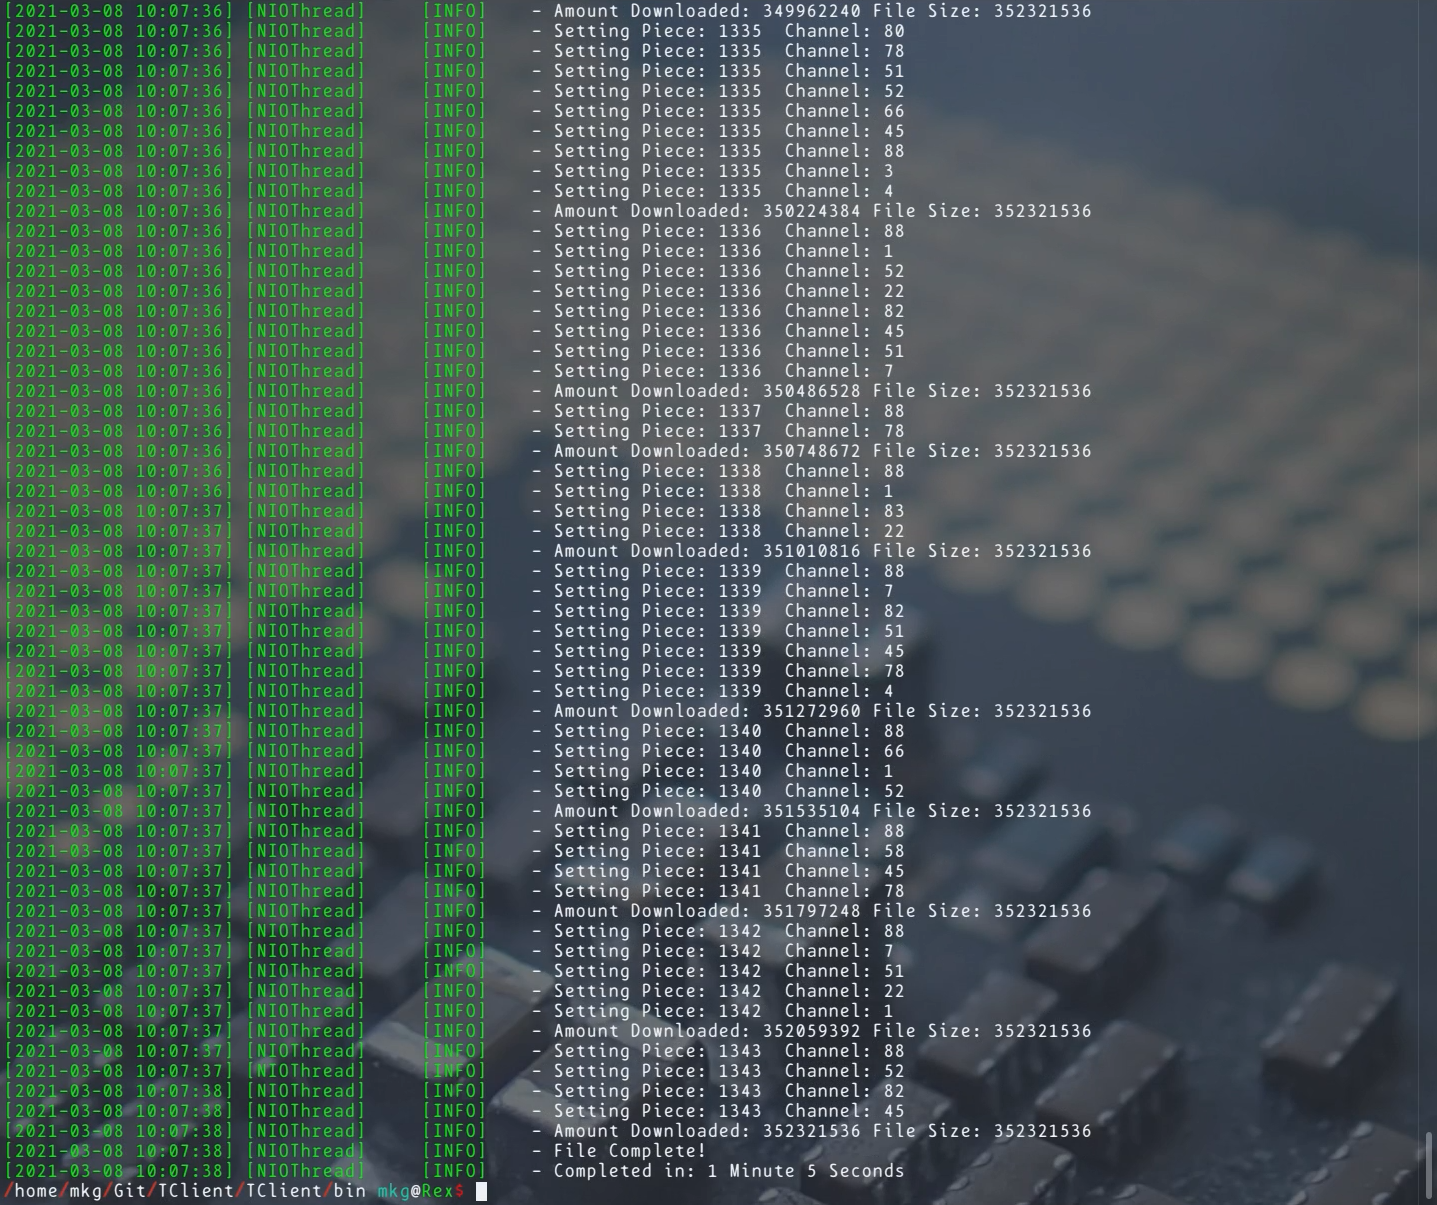 [2021-03-08 10:07:36] [NIOThread] [INFO] - Amount Downloaded: 349962240 File Size: 352321536
[2021-03-08 10:07:36] [NIOThread] [INFO] - Setting Piece: 1335 Channel: 80
[2021-03-08 10:07:36] [NIOThread] [INFO] - Setting Piece: 1335 Channel: 78
[2021-03-08 10:07:36] [NIOThread] [INFO] - Setting Piece: 1335 Channel: 51
[2021-03-08 10:07:36] [NIOThread] [INFO] - Setting Piece: 1335 Channel: 52
[2021-03-08 10:07:36] [NIOThread] [INFO] - Setting Piece: 1335 Channel: 66
[2021-03-08 10:07:36] [NIOThread] [INFO] - Setting Piece: 1335 Channel: 45
[2021-03-08 10:07:36] [NIOThread] [INFO] - Setting Piece: 1335 Channel: 88
[2021-03-08 10:07:36] [NIOThread] [INFO] - Setting Piece: 1335 Channel: 3
[2021-03-08 10:07:36] [NIOThread] [INFO] - Setting Piece: 1335 Channel: 4
[2021-03-08 10:07:36] [NIOThread] [INFO] - Amount Downloaded: 350224384 File Size: 352321536
[2021-03-08 10:07:36] [NIOThread] [INFO] - Setting Piece: 1336 Channel: 88
[2021-03-08 10:07:36] [NIOThread] [INFO] - Setting Piece: 1336 Channel: 1
[2021-03-08 10:07:36] [NIOThread] [INFO] - Setting Piece: 1336 Channel: 52
[2021-03-08 10:07:36] [NIOThread] [INFO] - Setting Piece: 1336 Channel: 22
[2021-03-08 10:07:36] [NIOThread] [INFO] - Setting Piece: 1336 Channel: 82
[2021-03-08 10:07:36] [NIOThread] [INFO] - Setting Piece: 1336 Channel: 45
[2021-03-08 10:07:36] [NIOThread] [INFO] - Setting Piece: 1336 Channel: 51
[2021-03-08 10:07:36] [NIOThread] [INFO] - Setting Piece: 1336 Channel: 7
[2021-03-08 10:07:36] [NIOThread] [INFO] - Amount Downloaded: 350486528 File Size: 352321536
[2021-03-08 10:07:36] [NIOThread] [INFO] - Setting Piece: 1337 Channel: 88
[2021-03-08 10:07:36] [NIOThread] [INFO] - Setting Piece: 1337 Channel: 78
[2021-03-08 10:07:36] [NIOThread] [INFO] - Amount Downloaded: 350748672 File Size: 352321536
[2021-03-08 10:07:36] [NIOThread] [INFO] - Setting Piece: 1338 Channel: 88
[2021-03-08 10:07:36] [NIOThread] [INFO] - Setting Piece: 1338 Channel: 1
[2021-03-08 10:07:37] [NIOThread] [INFO] - Setting Piece: 1338 Channel: 83
[2021-03-08 10:07:37] [NIOThread] [INFO] - Setting Piece: 1338 Channel: 22
[2021-03-08 10:07:37] [NIOThread] [INFO] - Amount Downloaded: 351010816 File Size: 352321536
[2021-03-08 10:07:37] [NIOThread] [INFO] - Setting Piece: 1339 Channel: 88
[2021-03-08 10:07:37] [NIOThread] [INFO] - Setting Piece: 1339 Channel: 7
[2021-03-08 10:07:37] [NIOThread] [INFO] - Setting Piece: 1339 Channel: 82
[2021-03-08 10:07:37] [NIOThread] [INFO] - Setting Piece: 1339 Channel: 51
[2021-03-08 10:07:37] [NIOThread] [INFO] - Setting Piece: 1339 Channel: 45
[2021-03-08 10:07:37] [NIOThread] [INFO] - Setting Piece: 1339 Channel: 78
[2021-03-08 10:07:37] [NIOThread] [INFO] - Setting Piece: 1339 Channel: 4
[2021-03-08 10:07:37] [NIOThread] [INFO] - Amount Downloaded: 351272960 File Size: 352321536
[2021-03-08 10:07:37] [NIOThread] [INFO] - Setting Piece: 1340 Channel: 88
[2021-03-08 10:07:37] [NIOThread] [INFO] - Setting Piece: 1340 Channel: 66
[2021-03-08 10:07:37] [NIOThread] [INFO] - Setting Piece: 1340 Channel: 1
[2021-03-08 10:07:37] [NIOThread] [INFO] - Setting Piece: 1340 Channel: 52
[2021-03-08 10:07:37] [NIOThread] [INFO] - Amount Downloaded: 351535104 File Size: 352321536
[2021-03-08 10:07:37] [NIOThread] [INFO] - Setting Piece: 1341 Channel: 88
[2021-03-08 10:07:37] [NIOThread] [INFO] - Setting Piece: 1341 Channel: 58
[2021-03-08 10:07:37] [NIOThread] [INFO] - Setting Piece: 1341 Channel: 45
[2021-03-08 10:07:37] [NIOThread] [INFO] - Setting Piece: 1341 Channel: 78
[2021-03-08 10:07:37] [NIOThread] [INFO] - Amount Downloaded: 351797248 File Size: 352321536
[2021-03-08 10:07:37] [NIOThread] [INFO] - Setting Piece: 1342 Channel: 88
[2021-03-08 10:07:37] [NIOThread] [INFO] - Setting Piece: 1342 Channel: 7
[2021-03-08 10:07:37] [NIOThread] [INFO] - Setting Piece: 1342 Channel: 51
[2021-03-08 10:07:37] [NIOThread] [INFO] - Setting Piece: 1342 Channel: 22
[2021-03-08 10:07:37] [NIOThread] [INFO] - Setting Piece: 1342 Channel: 1
[2021-03-08 10:07:37] [NIOThread] [INFO] - Amount Downloaded: 352059392 File Size: 352321536
[2021-03-08 10:07:37] [NIOThread] [INFO] - Setting Piece: 1343 Channel: 88
[2021-03-08 10:07:37] [NIOThread] [INFO] - Setting Piece: 1343 Channel: 52
[2021-03-08 10:07:38] [NIOThread] [INFO] - Setting Piece: 1343 Channel: 82
[2021-03-08 10:07:38] [NIOThread] [INFO] - Setting Piece: 1343 Channel: 45
[2021-03-08 10:07:38] [NIOThread] [INFO] - Amount Downloaded: 352321536 File Size: 352321536
[2021-03-08 10:07:38] [NIOThread] [INFO] - File Complete!
[2021-03-08 10:07:38] [NIOThread] [INFO] - Completed in: 1 Minute 5 Seconds
/home/mkg/Git/TClient/TClient/bin mkg@Rex$